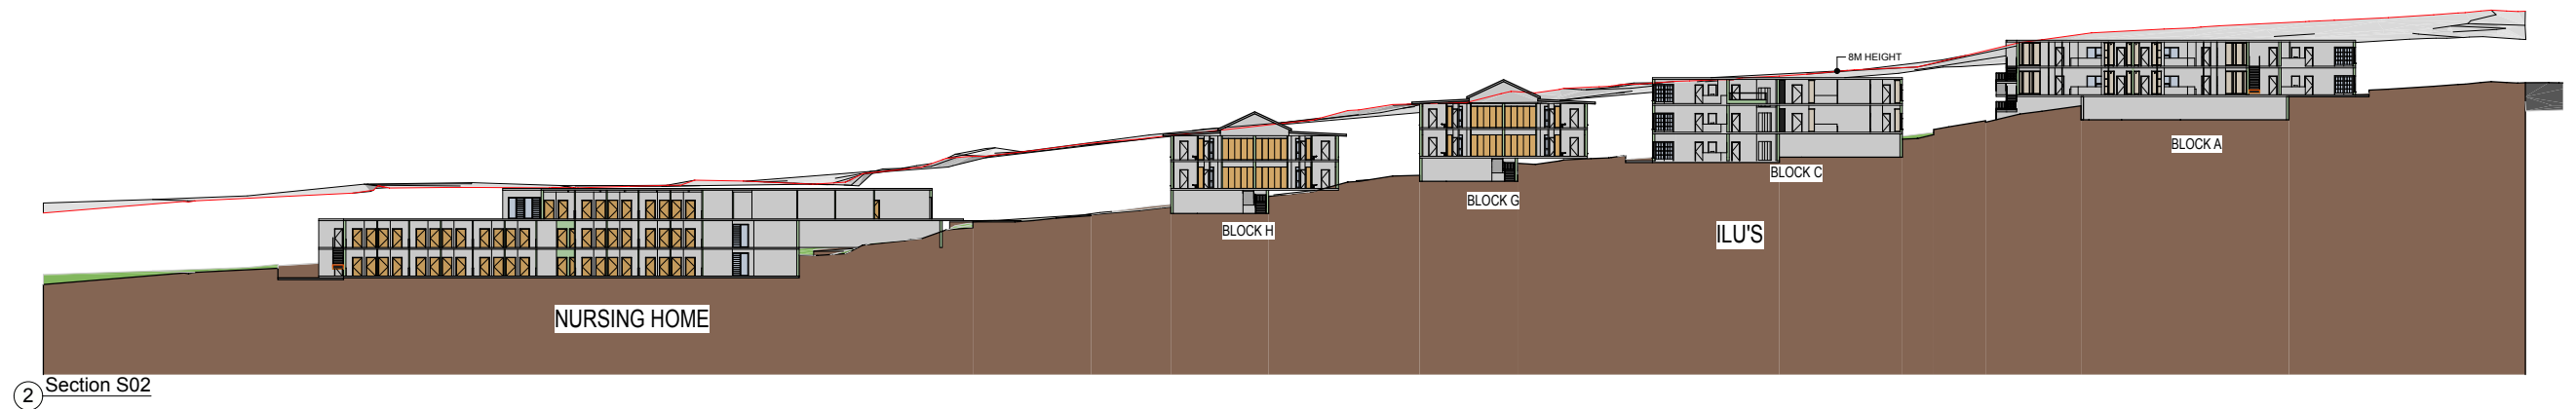 8M HEIGHT
BLOCK A
BLOCK C
BLOCK G
BLOCK H
ILU'S
NURSING HOME
2 Section S02